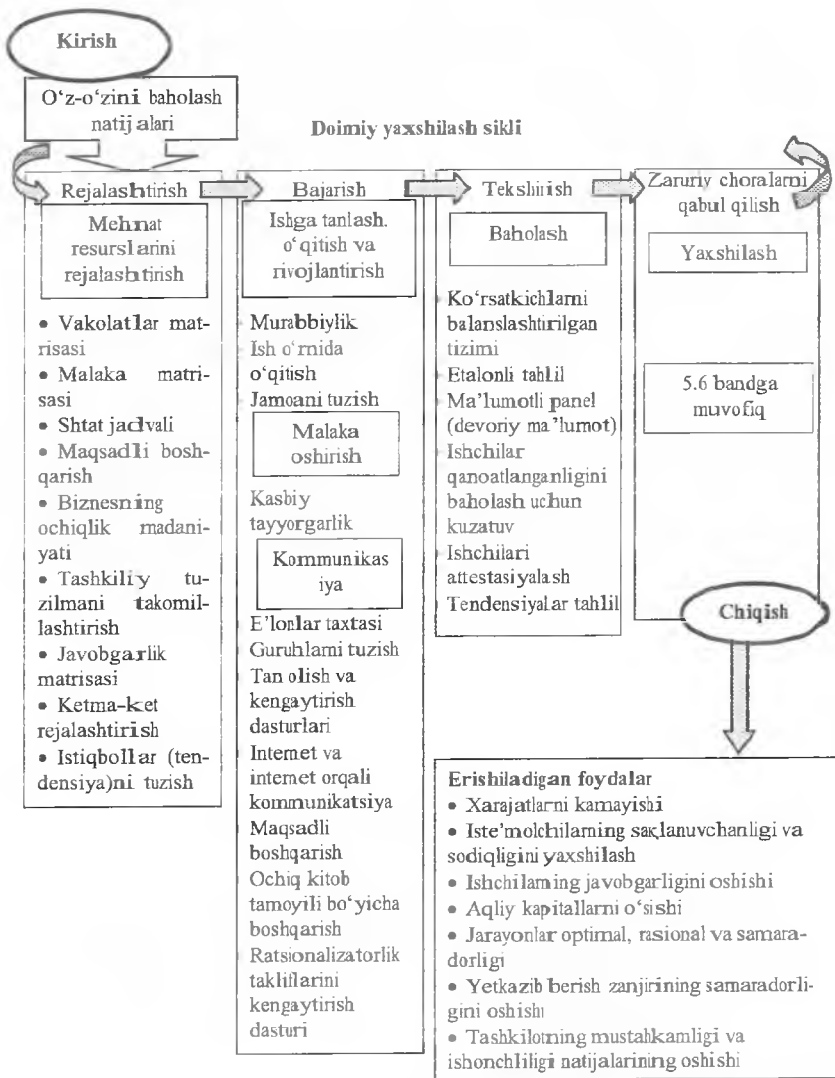 Kirish
O‘z-o‘zini baholash
natijalari
Doimiy yaxshilash sikli
Rejalashtirish
Mehnat
resurslarini
rejalashtirish
• Vakolatlar mat-
risasi
• Malaka matri-
sasi
• Shtat jadvali
• Maqsadli bosh-
qarish
• Biznesning
ochiqlik madani-
yati
• Tashkiliy tu-
zilmani takomil-
lashtirish
• Javobgarlik
matrisasi
• Ketma-ket
rejalashtirish
• Istiqbollar (ten-
densiya)ni tuzish
Bajarish
Ishga tanlash.
o‘qitish va
rivojlantirish
Murabbiylik
Ish o‘rnida
o‘qitish
Jamoani tuzish
Malaka
oshirish
Kasbiy
tayyorgarlik
Kommunikas
iya
E’lonlar taxtasi
Guruhlarni tuzish
Tan olish va
kengaytirish
dasturlari
Internet va
internet orqali
kommunikatsiya
Maqsadli
boshqarish
Ochiq kitob
tamoyili bo‘yicha
boshqarish
Ratsionalizatorlik
takliflarini
kengaytirish
dasturi
Tekshirish
Baholash
Ko‘rsatkichlarni
balanslashtirilgan
tizimi
Etalonli tahlil
Ma’lumotli panel
(devoriy ma’lumot)
Ishchilar
qanoatlanganligini
baholash uchun
kuzatuv
Ishchilari
attestasiyalash
Tendensiyalar tahlil
Zaruriy choralarni
qabul qilish
Yaxshilash
5.6 bandga
muvofiq
Chiqish
Erishiladigan foydalar
• Xarajatlarni kamayishi
• Iste’molchilarning saqlanuvchanligi va
sodiqligini yaxshilash
• Ishchilarning javobgarligini oshishi
• Aqliy kapitallarni o‘sishi
• Jarayonlar optimal, rasional va samara-
dorligi
• Yetkazib berish zanjirining samaradorli-
gini oshishi
• Tashkilotning mustahkamligi va
ishonchliligi natijalarining oshishi